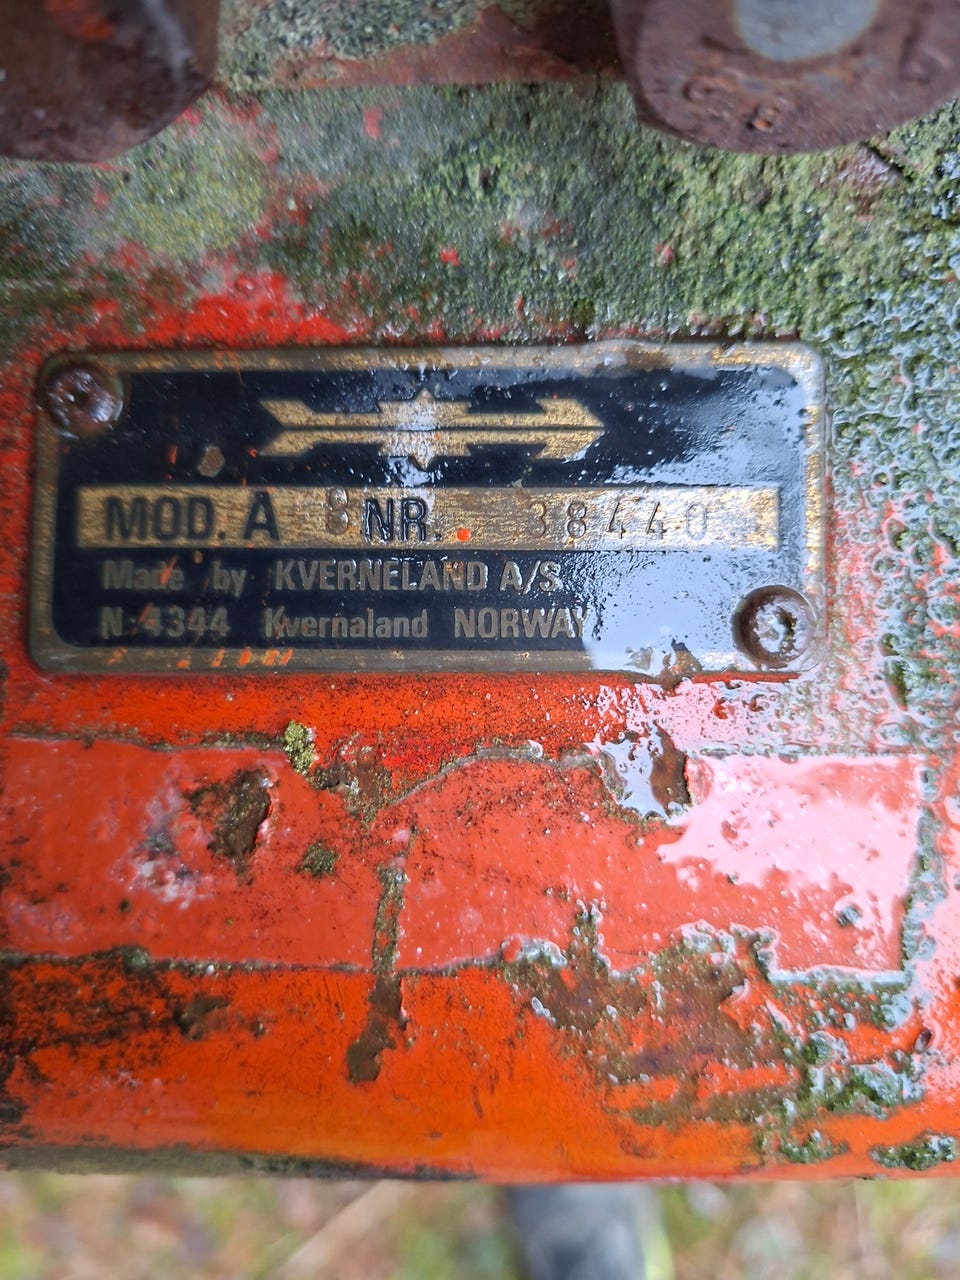 MOD. A 8 NR. 38440
Made by KVERNELAND A/S
N-4344 Kvernaland NORWAY